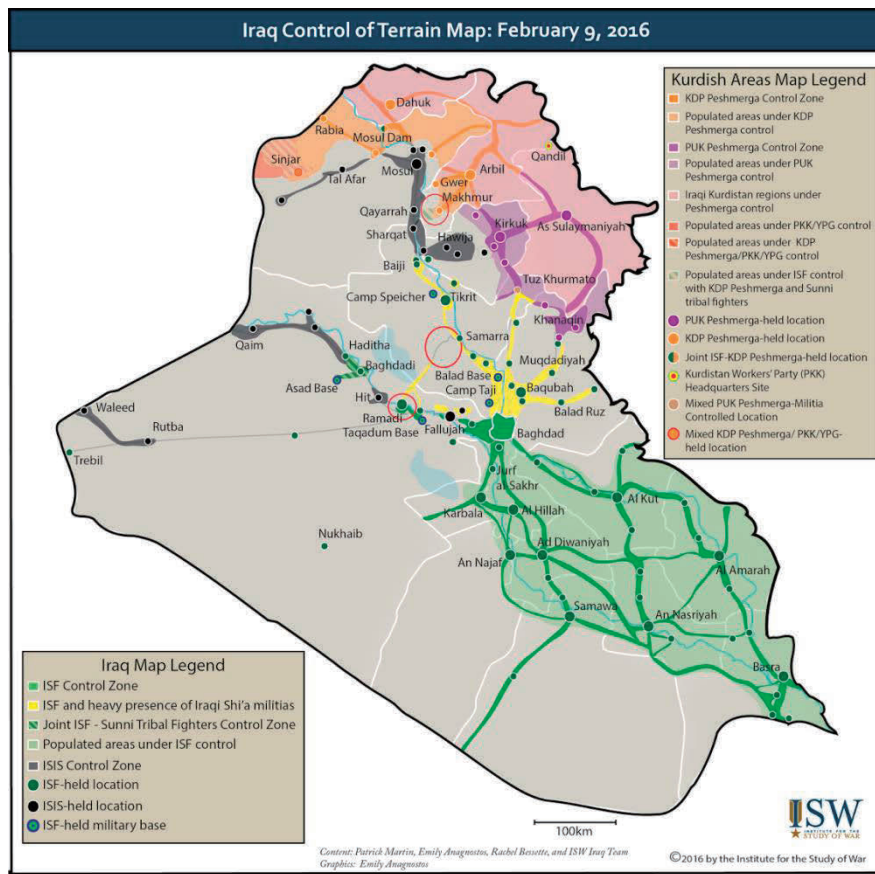 Iraq Control of Terrain Map: February 9, 2016
Kurdish Areas Map Legend
KDP Peshmerga Control Zone
Populated areas under KDP
Peshmerga control
PUK Peshmerga Control Zone
Populated areas under PUK
Peshmerga control
Iraqi Kurdistan regions under
Peshmerga control
Populated areas under PKK/YPG control
Populated areas under KDP
Peshmerga/PKK/YPG control
Populated areas under ISF control
with KDP Peshmerga and Sunni
tribal fighters
PUK Peshmerga-held location
KDP Peshmerga-held location
Joint ISF-KDP Peshmerga-held location
Kurdistan Workers' Party (PKK)
Headquarters Site
Mixed PUK Peshmerga-Militia
Controlled Location
Mixed KDP Peshmerga/ PKK/YPG-
held location
Dahuk
Rabia
Mosul Dam
Sinjar
Tal Afar
Mosul
Gwer
Arbil
Qandil
Makhmur
Qayarrah
Sharqat
Hawija
Kirkuk
As Sulaymaniyah
Baiji
Tuz Khurmato
Camp Speicher
Tikrit
Khanaqin
Samarra
Muqdadiyah
Qaim
Haditha
Baghdadi
Balad Base
Camp Taji
Baqubah
Asad Base
Hit
Balad Ruz
Waleed
Rutba
Ramadi
Taqadum Base
Fallujah
Baghdad
Trebil
Jurf
al Sakhr
Karbala
Al Hillah
Al Kut
Nukhaib
Ad Diwaniyah
An Najaf
Al Amarah
Samawa
An Nasriyah
Basra
Iraq Map Legend
ISF Control Zone
ISF and heavy presence of Iraqi Shi'a militias
Joint ISF - Sunni Tribal Fighters Control Zone
Populated areas under ISF control
ISIS Control Zone
ISF-held location
ISIS-held location
ISF-held military base
100km
ISW
INSTITUTE FOR THE
STUDY OF WAR
Content: Patrick Martin, Emily Anagnostos, Rachel Bessette, and ISW Iraq Team
Graphics: Emily Anagnostos
©2016 by the Institute for the Study of War